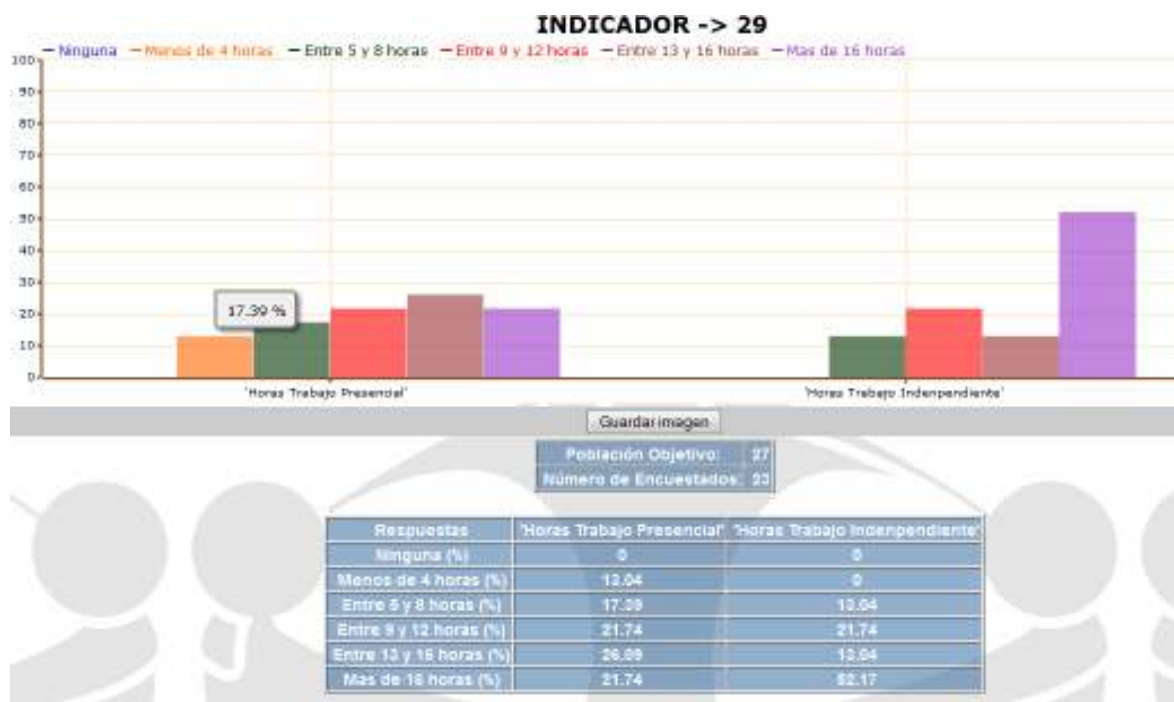 INDICADOR -> 29
Ninguna Menos de 4 horas Entre 5 y 8 horas Entre 9 y 12 horas Entre 13 y 16 horas Mas de 16 horas
100
90
80
70
60
50
40
30
20
10
0
17.39 %
'Horas Trabajo Presencial' 'Horas Trabajo Indenpendiente'
Guardar imagen
Población Objetivo: 27
Número de Encuestados: 23
Respuestas 'Horas Trabajo Presencial' 'Horas Trabajo Indenpendiente'
Ninguna (%) 0 0
Menos de 4 horas (%) 13.04 0
Entre 5 y 8 horas (%) 17.39 13.04
Entre 9 y 12 horas (%) 21.74 21.74
Entre 13 y 16 horas (%) 26.09 13.04
Mas de 16 horas (%) 21.74 52.17